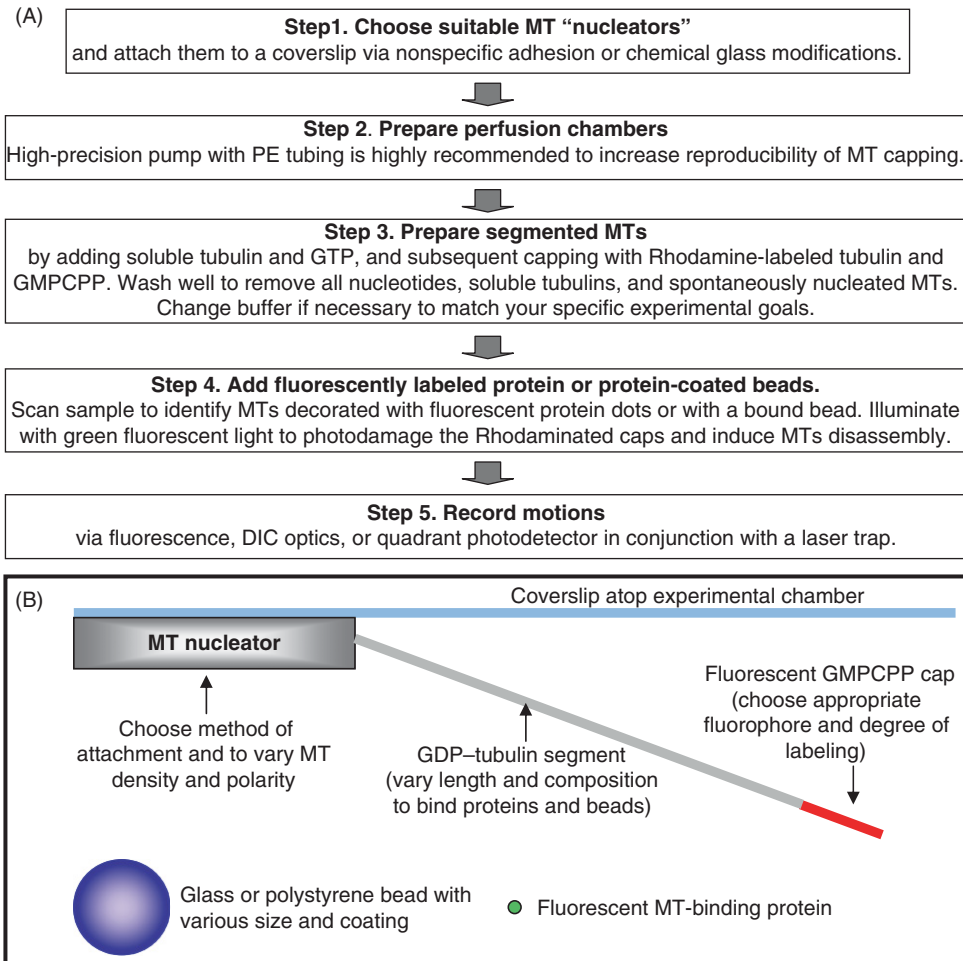 (A)
Step1. Choose suitable MT “nucleators”
and attach them to a coverslip via nonspecific adhesion or chemical glass modifications.
Step 2. Prepare perfusion chambers
High-precision pump with PE tubing is highly recommended to increase reproducibility of MT capping.
Step 3. Prepare segmented MTs
by adding soluble tubulin and GTP, and subsequent capping with Rhodamine-labeled tubulin and
GMPCPP. Wash well to remove all nucleotides, soluble tubulins, and spontaneously nucleated MTs.
Change buffer if necessary to match your specific experimental goals.
Step 4. Add fluorescently labeled protein or protein-coated beads.
Scan sample to identify MTs decorated with fluorescent protein dots or with a bound bead. Illuminate
with green fluorescent light to photodamage the Rhodaminated caps and induce MTs disassembly.
Step 5. Record motions
via fluorescence, DIC optics, or quadrant photodetector in conjunction with a laser trap.
(B)
Coverslip atop experimental chamber
MT nucleator
Choose method of
attachment and to vary MT
density and polarity
GDP–tubulin segment
(vary length and composition
to bind proteins and beads)
Fluorescent GMPCPP cap
(choose appropriate
fluorophore and degree of
labeling)
Glass or polystyrene bead with
various size and coating
Fluorescent MT-binding protein